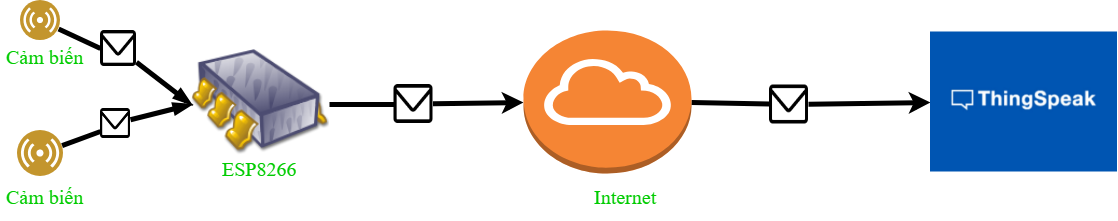 Cảm biến
Cảm biến
ESP8266
Internet
ThingSpeak